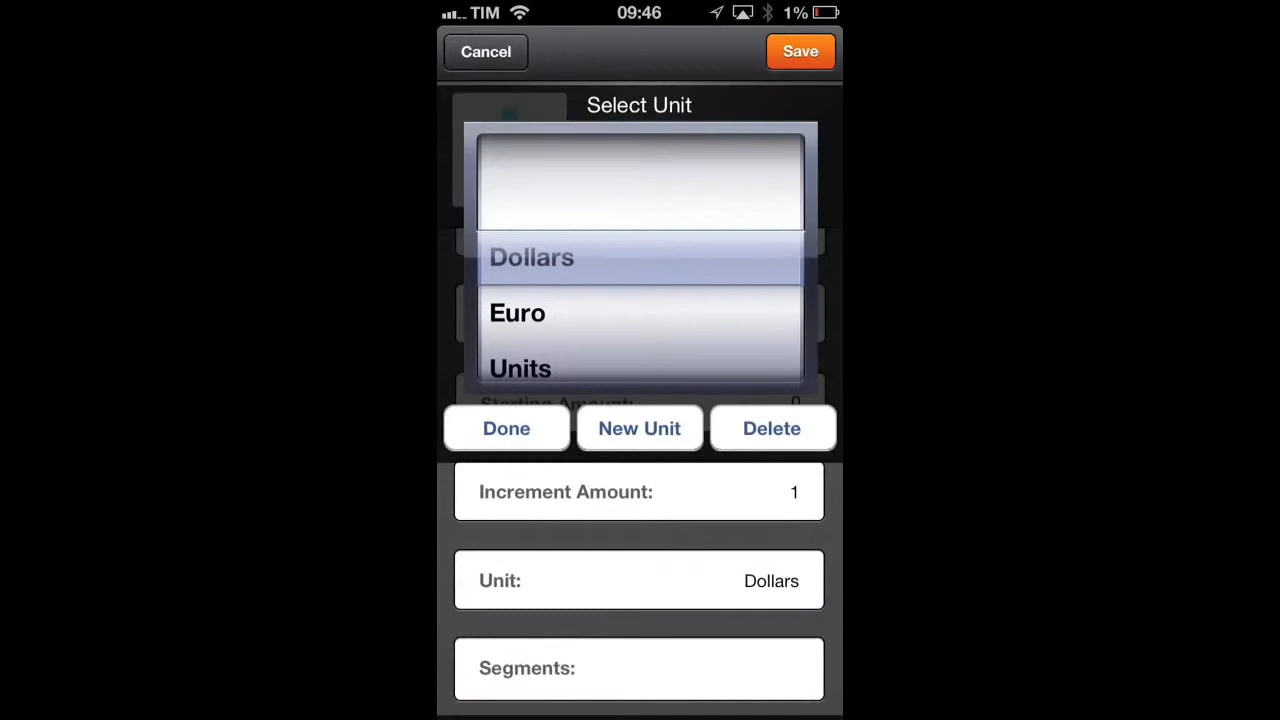 TIM 09:46 1%
Cancel Save
Select Unit
Dollars
Euro
Units
Starting Amount: 0
Done New Unit Delete
Increment Amount: 1
Unit: Dollars
Segments: